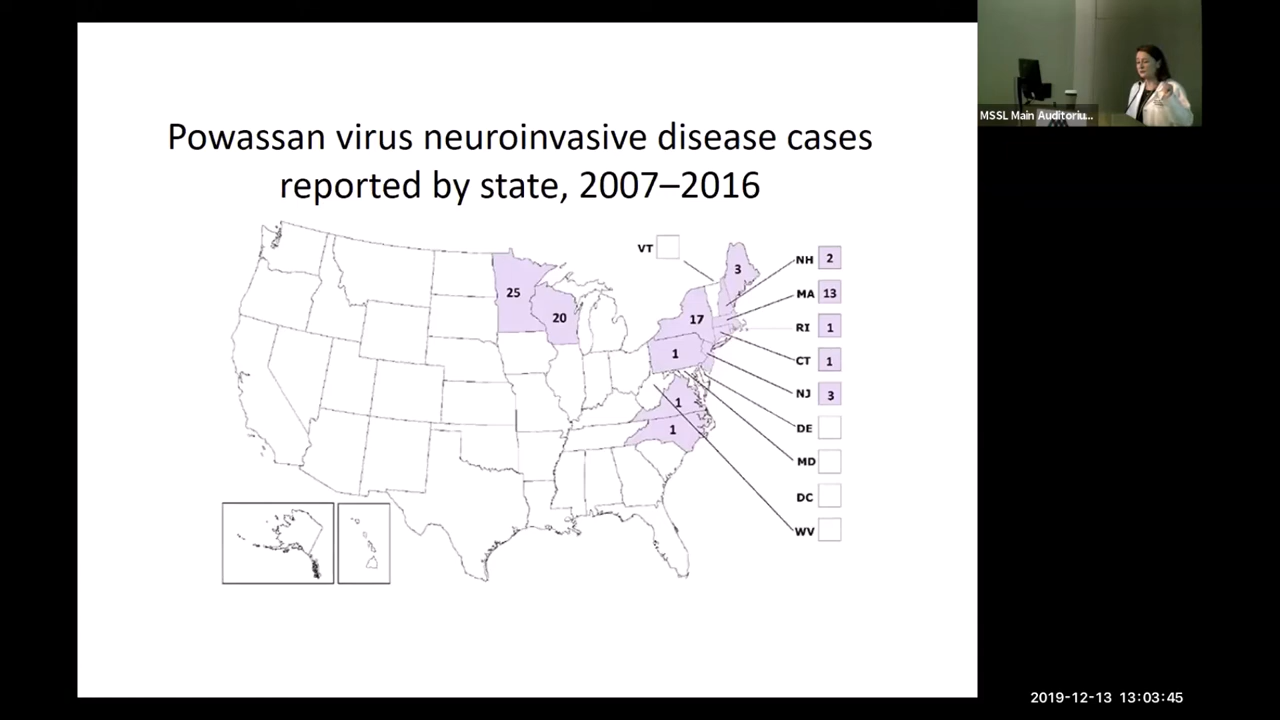 Powassan virus neuroinvasive disease cases
reported by state, 2007–2016
MSSL Main Auditoriu...
VT
3
NH 2
25
MA 13
20
17
RI 1
1
CT 1
NJ 3
1
1
DE
MD
DC
WV
2019-12-13 13:03:45